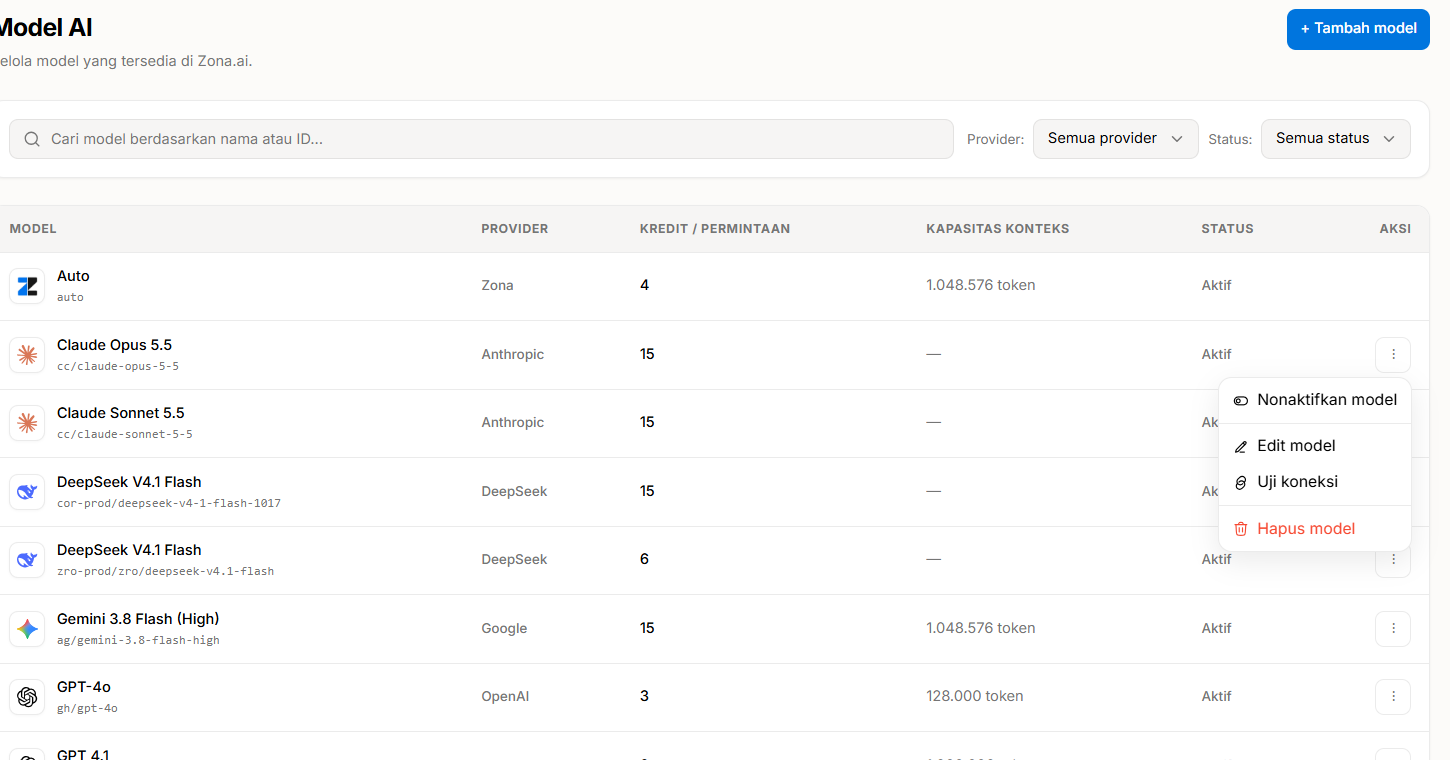 Model AI
+ Tambah model
elola model yang tersedia di Zona.ai.
Cari model berdasarkan nama atau ID...
Provider:
Semua provider
Status:
Semua status
MODEL PROVIDER KREDIT / PERMINTAAN KAPASITAS KONTEKS STATUS AKSI
Auto
auto
Zona 4 1.048.576 token Aktif
Claude Opus 5.5
cc/claude-opus-5-5
Anthropic 15 — Aktif
Nonaktifkan model
Edit model
Uji koneksi
Hapus model
Claude Sonnet 5.5
cc/claude-sonnet-5-5
Anthropic 15 — Ak
DeepSeek V4.1 Flash
cor-prod/deepseek-v4-1-flash-1017
DeepSeek 15 — Ak
DeepSeek V4.1 Flash
zro-prod/zro/deepseek-v4.1-flash
DeepSeek 6 — Aktif
Gemini 3.8 Flash (High)
ag/gemini-3.8-flash-high
Google 15 1.048.576 token Aktif
GPT-4o
gh/gpt-4o
OpenAI 3 128.000 token Aktif
GPT 4.1